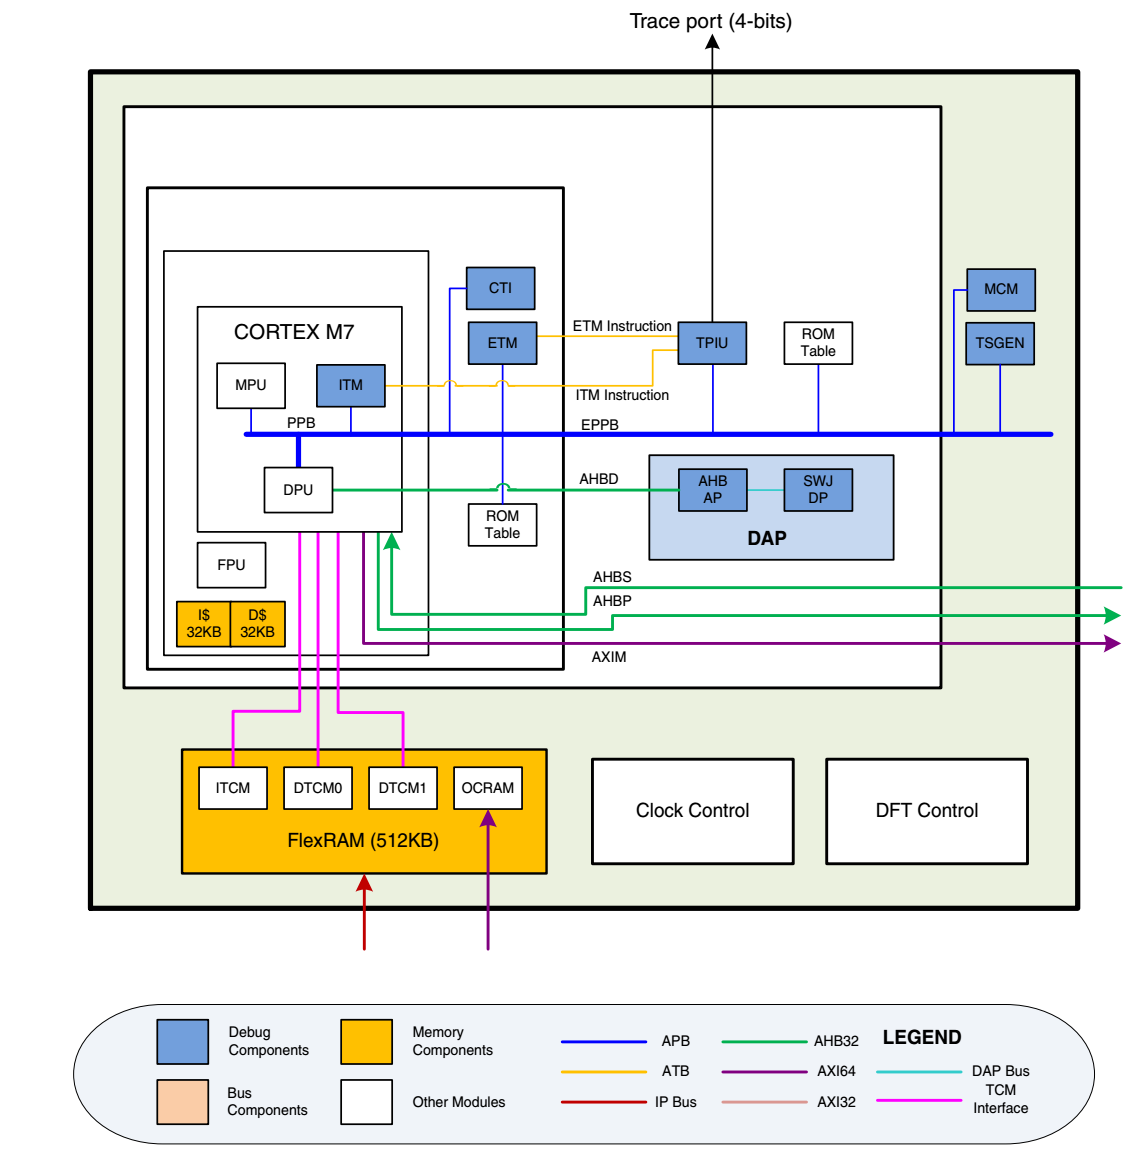 Trace port (4-bits)
CTI
MCM
ETM Instruction
CORTEX M7
ETM
TPIU
ROM
Table
TSGEN
MPU
ITM
ITM Instruction
PPB
EPPB
DPU
AHBD
AHB
AP
SWJ
DP
ROM
Table
DAP
FPU
AHBS
AHBP
I$
32KB
D$
32KB
AXIM
ITCM
DTCM0
DTCM1
OCRAM
FlexRAM (512KB)
Clock Control
DFT Control
LEGEND
Debug
Components
Memory
Components
Bus
Components
Other Modules
APB
ATB
IP Bus
AHB32
AXI64
AXI32
DAP Bus
TCM
Interface